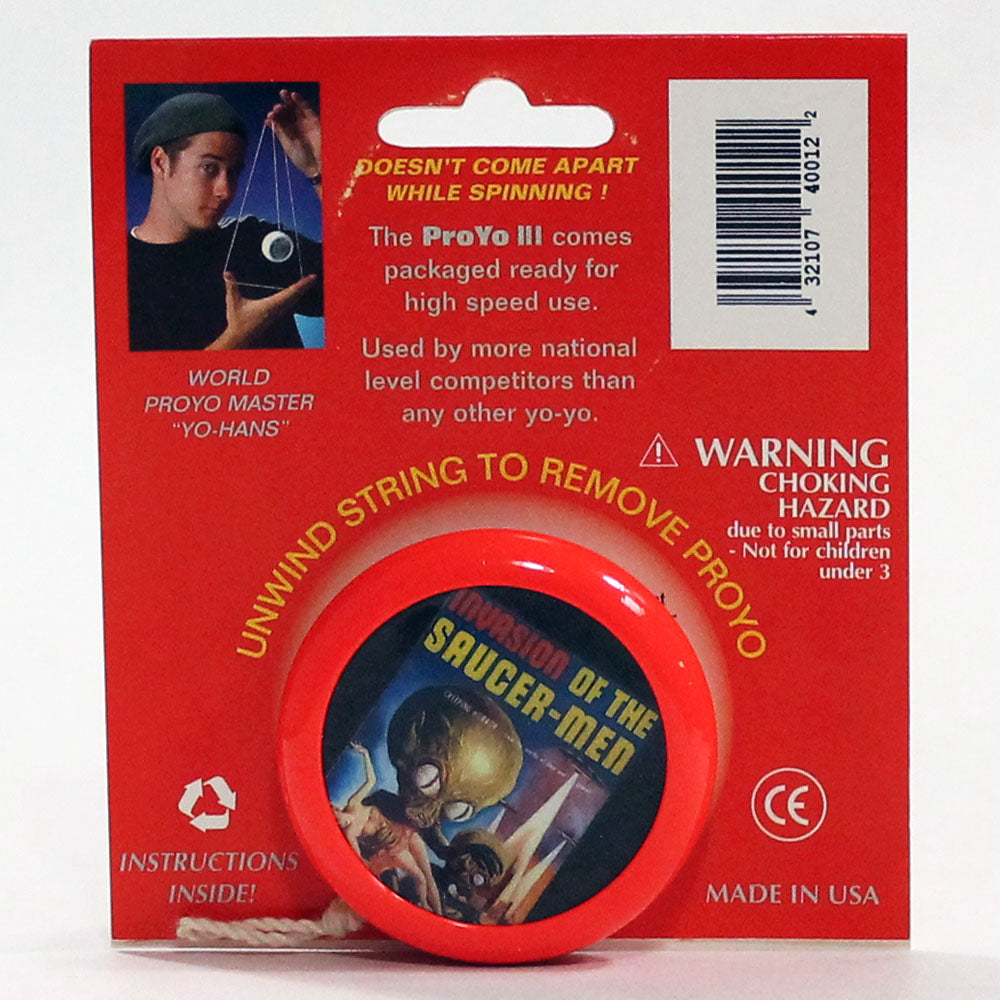 DOESN'T COME APART
WHILE SPINNING !
The ProYo III comes
packaged ready for
high speed use.
Used by more national
level competitors than
any other yo-yo.
WORLD
PROYO MASTER
"YO-HANS"
4 32107 40012 2
WARNING
CHOKING
HAZARD
due to small parts
- Not for children
under 3
UNWIND STRING TO REMOVE PROYO
INVASION OF THE
SAUCER-MEN
INSTRUCTIONS
INSIDE!
CE
MADE IN USA